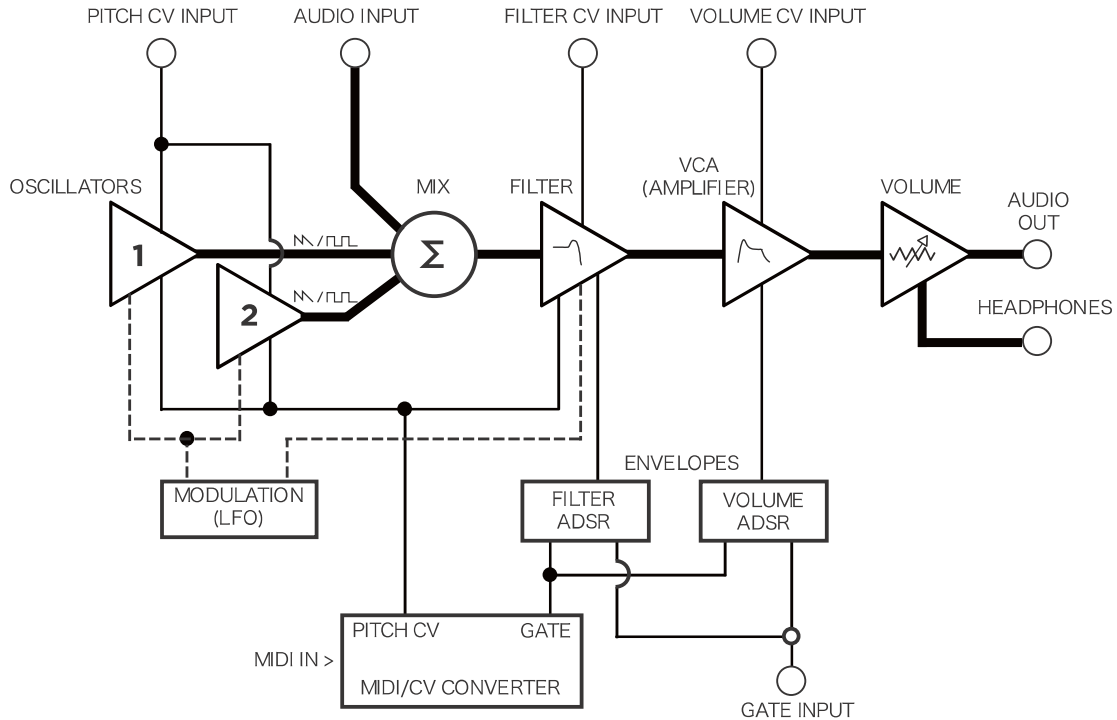 PITCH CV INPUT
AUDIO INPUT
FILTER CV INPUT
VOLUME CV INPUT
OSCILLATORS
MIX
FILTER
VCA
(AMPLIFIER)
VOLUME
AUDIO
OUT
1
Σ
2
HEADPHONES
ENVELOPES
MODULATION
(LFO)
FILTER
ADSR
VOLUME
ADSR
PITCH CV
GATE
MIDI IN >
MIDI/CV CONVERTER
GATE INPUT